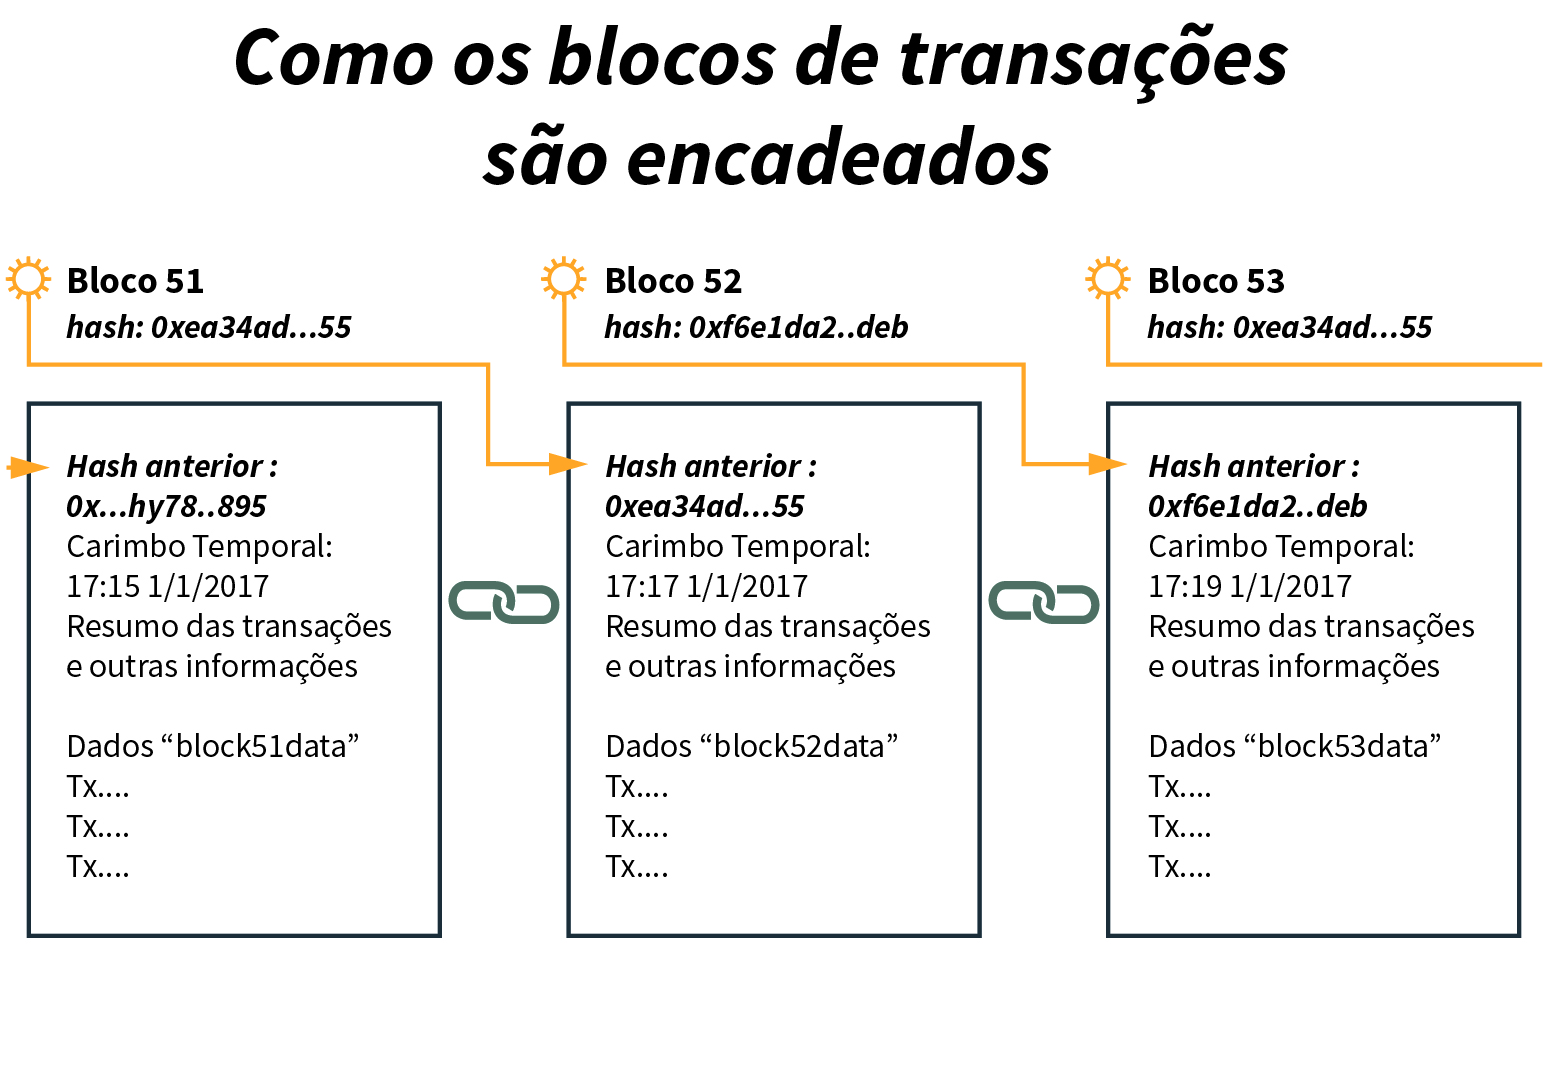 Como os blocos de transações
são encadeados
Bloco 51
hash: 0xea34ad...55
Hash anterior :
0x...hy78..895
Carimbo Temporal:
17:15 1/1/2017
Resumo das transações
e outras informações
Dados “block51data”
Tx....
Tx....
Tx....
Bloco 52
hash: 0xf6e1da2..deb
Hash anterior :
0xea34ad...55
Carimbo Temporal:
17:17 1/1/2017
Resumo das transações
e outras informações
Dados “block52data”
Tx....
Tx....
Tx....
Bloco 53
hash: 0xea34ad...55
Hash anterior :
0xf6e1da2..deb
Carimbo Temporal:
17:19 1/1/2017
Resumo das transações
e outras informações
Dados “block53data”
Tx....
Tx....
Tx....